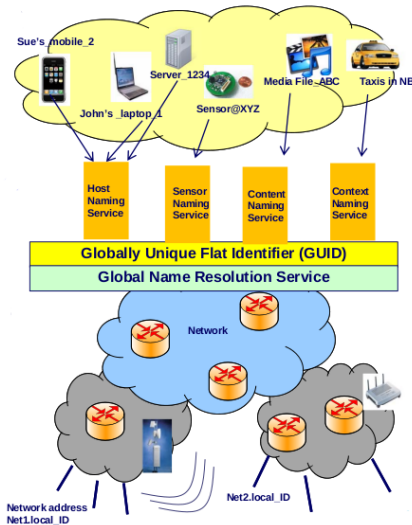 Sue's_mobile_2
Server_1234
John's _laptop_1
Sensor@XYZ
Media File_ABC
Taxis in NB
Host
Naming
Service
Sensor
Naming
Service
Content
Naming
Service
Context
Naming
Service
Globally Unique Flat Identifier (GUID)
Global Name Resolution Service
Network
Network address
Net1.local_ID
Net2.local_ID